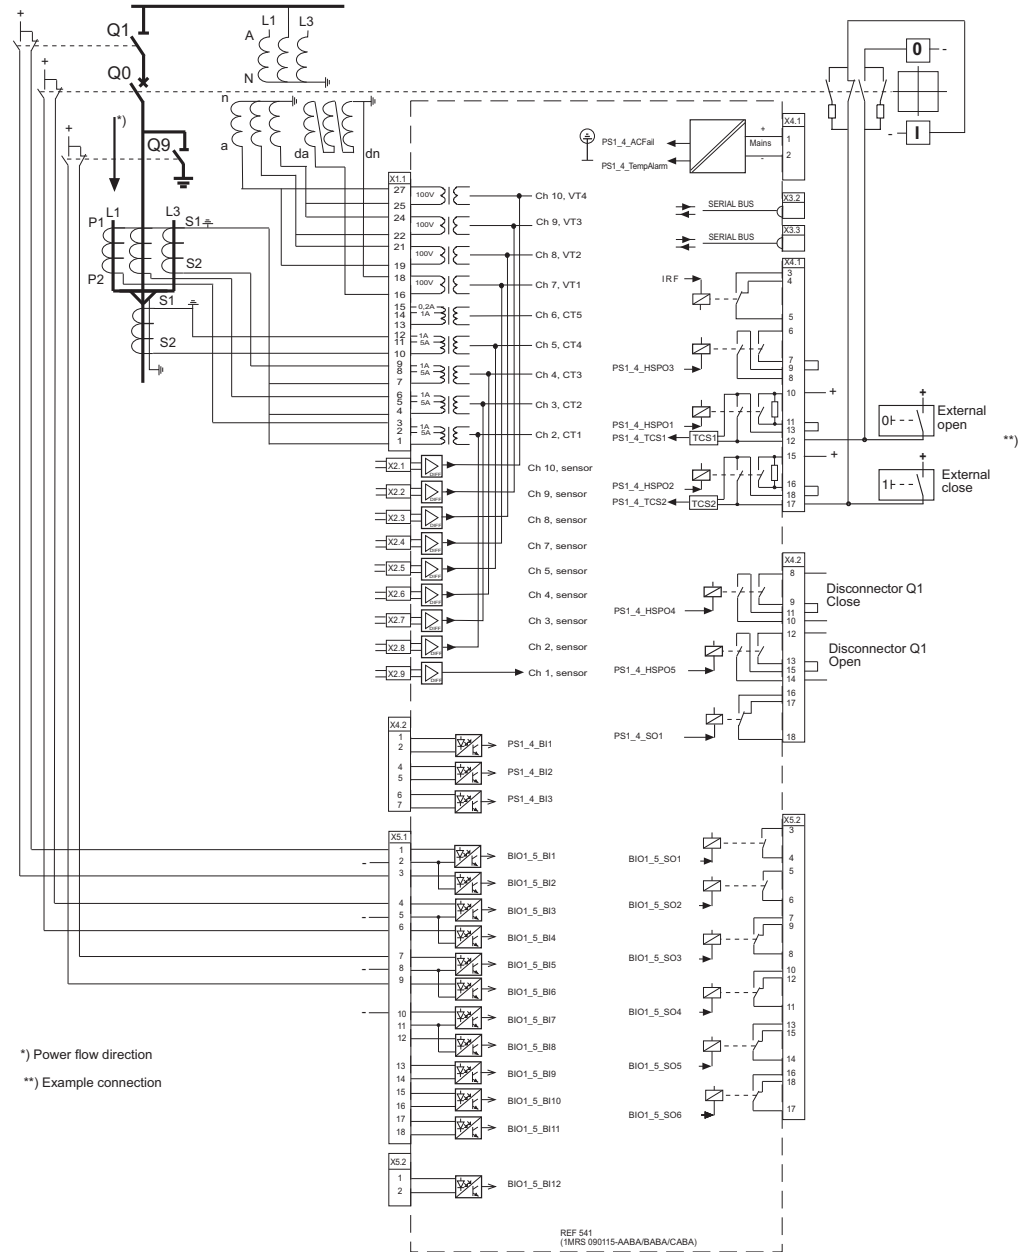 +
Q1
+
Q0
*)
+
Q9
L1
L3
A
N
n
a
da
dn
L1
L3
P1
P2
S1
S2
S1
S2
X1.1
27
25
24
22
21
19
18
16
15
14
13
12
11
10
9
8
7
6
5
4
3
2
1
100V
100V
100V
100V
0,2A
1A
1A
5A
1A
5A
1A
5A
1A
5A
Ch 10, VT4
Ch 9, VT3
Ch 8, VT2
Ch 7, VT1
Ch 6, CT5
Ch 5, CT4
Ch 4, CT3
Ch 3, CT2
Ch 2, CT1
X2.1 DIFF Ch 10, sensor
X2.2 DIFF Ch 9, sensor
X2.3 DIFF Ch 8, sensor
X2.4 DIFF Ch 7, sensor
X2.5 DIFF Ch 5, sensor
X2.6 DIFF Ch 4, sensor
X2.7 DIFF Ch 3, sensor
X2.8 DIFF Ch 2, sensor
X2.9 DIFF Ch 1, sensor
X4.2
1
2
PS1_4_BI1
4
5
PS1_4_BI2
6
7
PS1_4_BI3
X5.1
1
2
3
BIO1_5_BI1
BIO1_5_BI2
4
5
6
BIO1_5_BI3
BIO1_5_BI4
7
8
9
BIO1_5_BI5
BIO1_5_BI6
10
11
12
BIO1_5_BI7
BIO1_5_BI8
13
14
BIO1_5_BI9
15
16
BIO1_5_BI10
17
18
BIO1_5_BI11
X5.2
1
2
BIO1_5_BI12
PS1_4_ACFail
PS1_4_TempAlarm
+
Mains
-
X4.1
1
2
SERIAL BUS
X3.2
SERIAL BUS
X3.3
X4.1
IRF
3
4
5
PS1_4_HSPO3
6
7
9
8
PS1_4_HSPO1
PS1_4_TCS1
TCS1
10
11
13
12
+
PS1_4_HSPO2
PS1_4_TCS2
TCS2
15
16
18
17
+
0
-
-
I
+
0
External
open
+
1
External
close
**)
X4.2
PS1_4_HSPO4
8
9
11
10
Disconnector Q1
Close
PS1_4_HSPO5
12
13
15
14
Disconnector Q1
Open
PS1_4_SO1
16
17
18
X5.2
BIO1_5_SO1
3
4
BIO1_5_SO2
5
6
BIO1_5_SO3
7
9
8
BIO1_5_SO4
10
12
11
BIO1_5_SO5
13
15
14
BIO1_5_SO6
16
18
17
*) Power flow direction
**) Example connection
REF 541
(1MRS 090115-AABA/BABA/CABA)